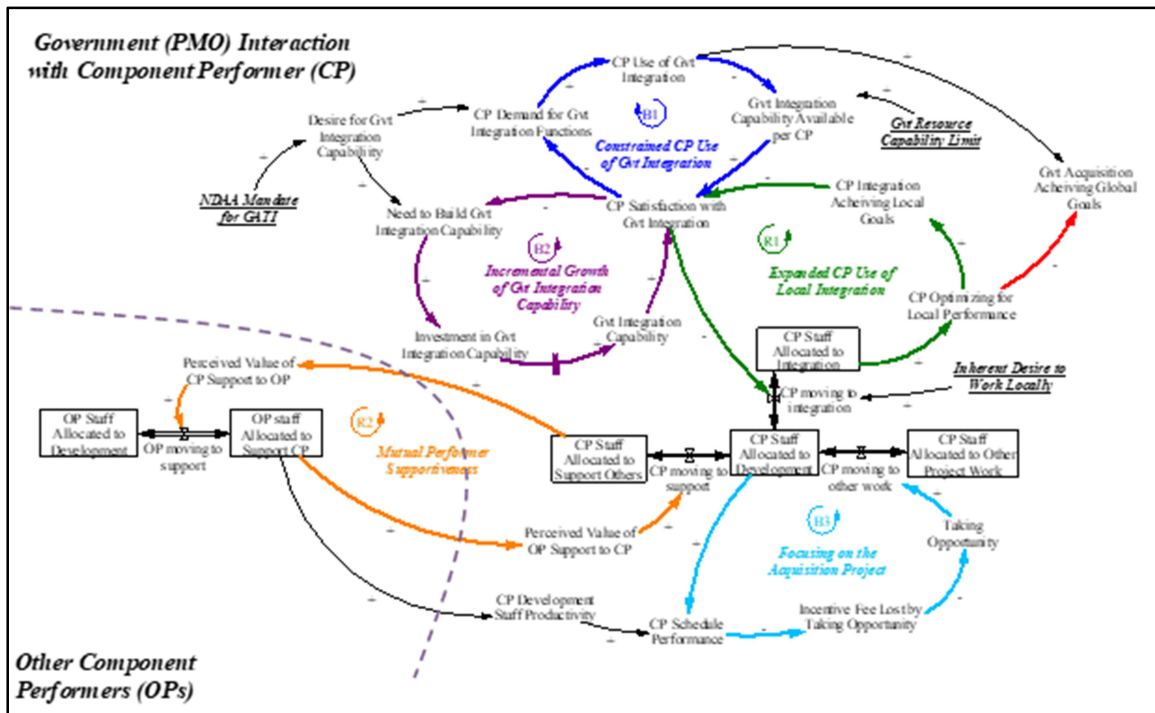 Government (PMO) Interaction
with Component Performer (CP)
CP Use of Gvt
Integration
Desire for Gvt
Integration
Capability
CP Demand for Gvt
Integration Functions
B1
Constrained CP Use
of Gvt Integration
Gvt Integration
Capability Available
per CP
Gvt Resource
Capability Limit
NDAA Mandate
for GATI
Need to Build Gvt
Integration Capability
CP Satisfaction with
Gvt Integration
CP Integration
Acheiving Local
Goals
Gvt Acquisition
Acheiving Global
Goals
B2
Incremental Growth
of Gvt Integration
Capability
R1
Expanded CP Use of
Local Integration
CP Optimizing for
Local Performance
Investment in Gvt
Integration Capability
Gvt Integration
Capability
CP Staff
Allocated to
Integration
Perceived Value of
CP Support to OP
CP moving to
integration
Inherent Desire to
Work Locally
OP Staff
Allocated to
Development
OP moving to
support
OP staff
Allocated to
Support CP
R2
Mutual Performer
Supportiveness
CP Staff
Allocated to
Support Others
CP moving to
support
CP Staff
Allocated to
Development
CP moving to
other work
CP Staff
Allocated to Other
Project Work
Perceived Value of
OP Support to CP
B3
Focusing on the
Acquisition Project
Taking
Opportunity
CP Development
Staff Productivity
CP Schedule
Performance
Incentive Fee Lost by
Taking Opportunity
Other Component
Performers (OPs)